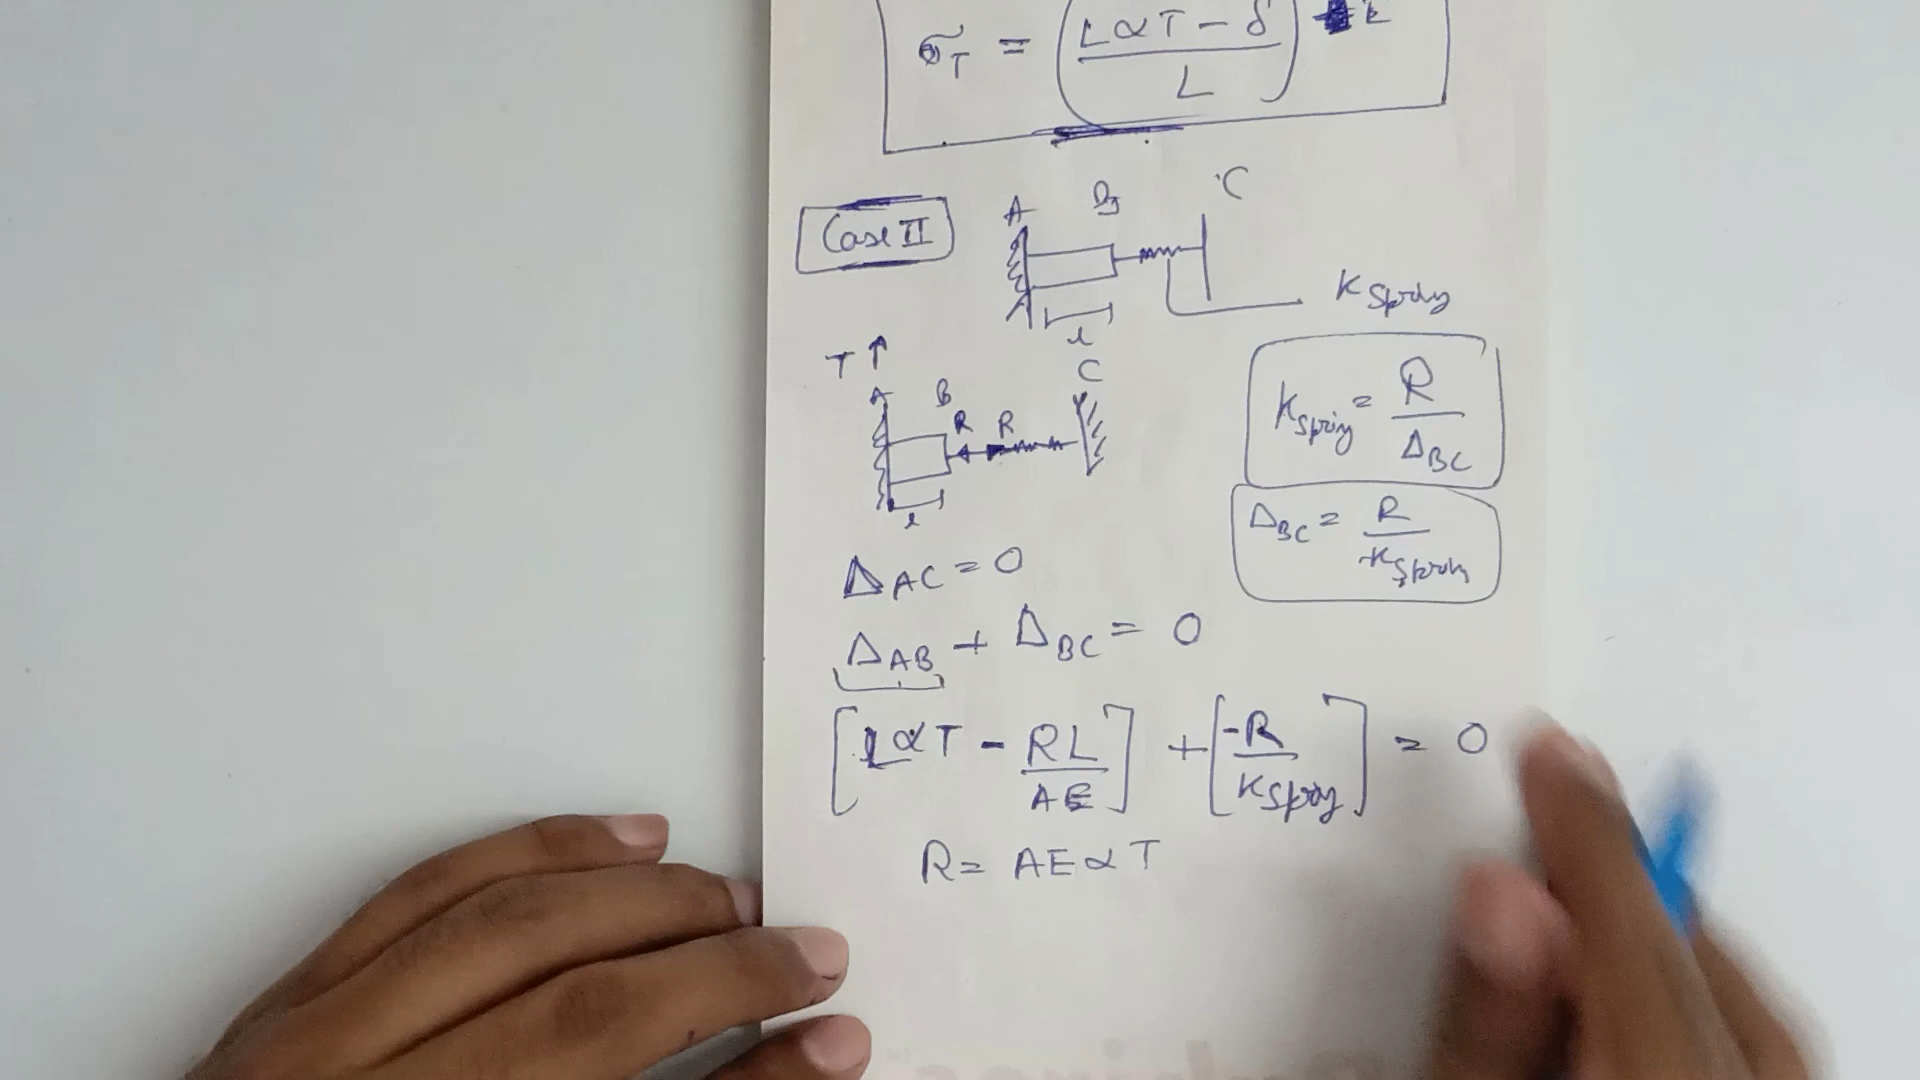 σT = (LαT - δ / L) E
Case II
A B C
l
K Spring
T ↑
A B R R C
l
K Spring = R / ΔBC
ΔBC = R / K Spring
ΔAC = 0
ΔAB + ΔBC = 0
[LαT - RL / AE] + [-R / K Spring] = 0
R = AEαT